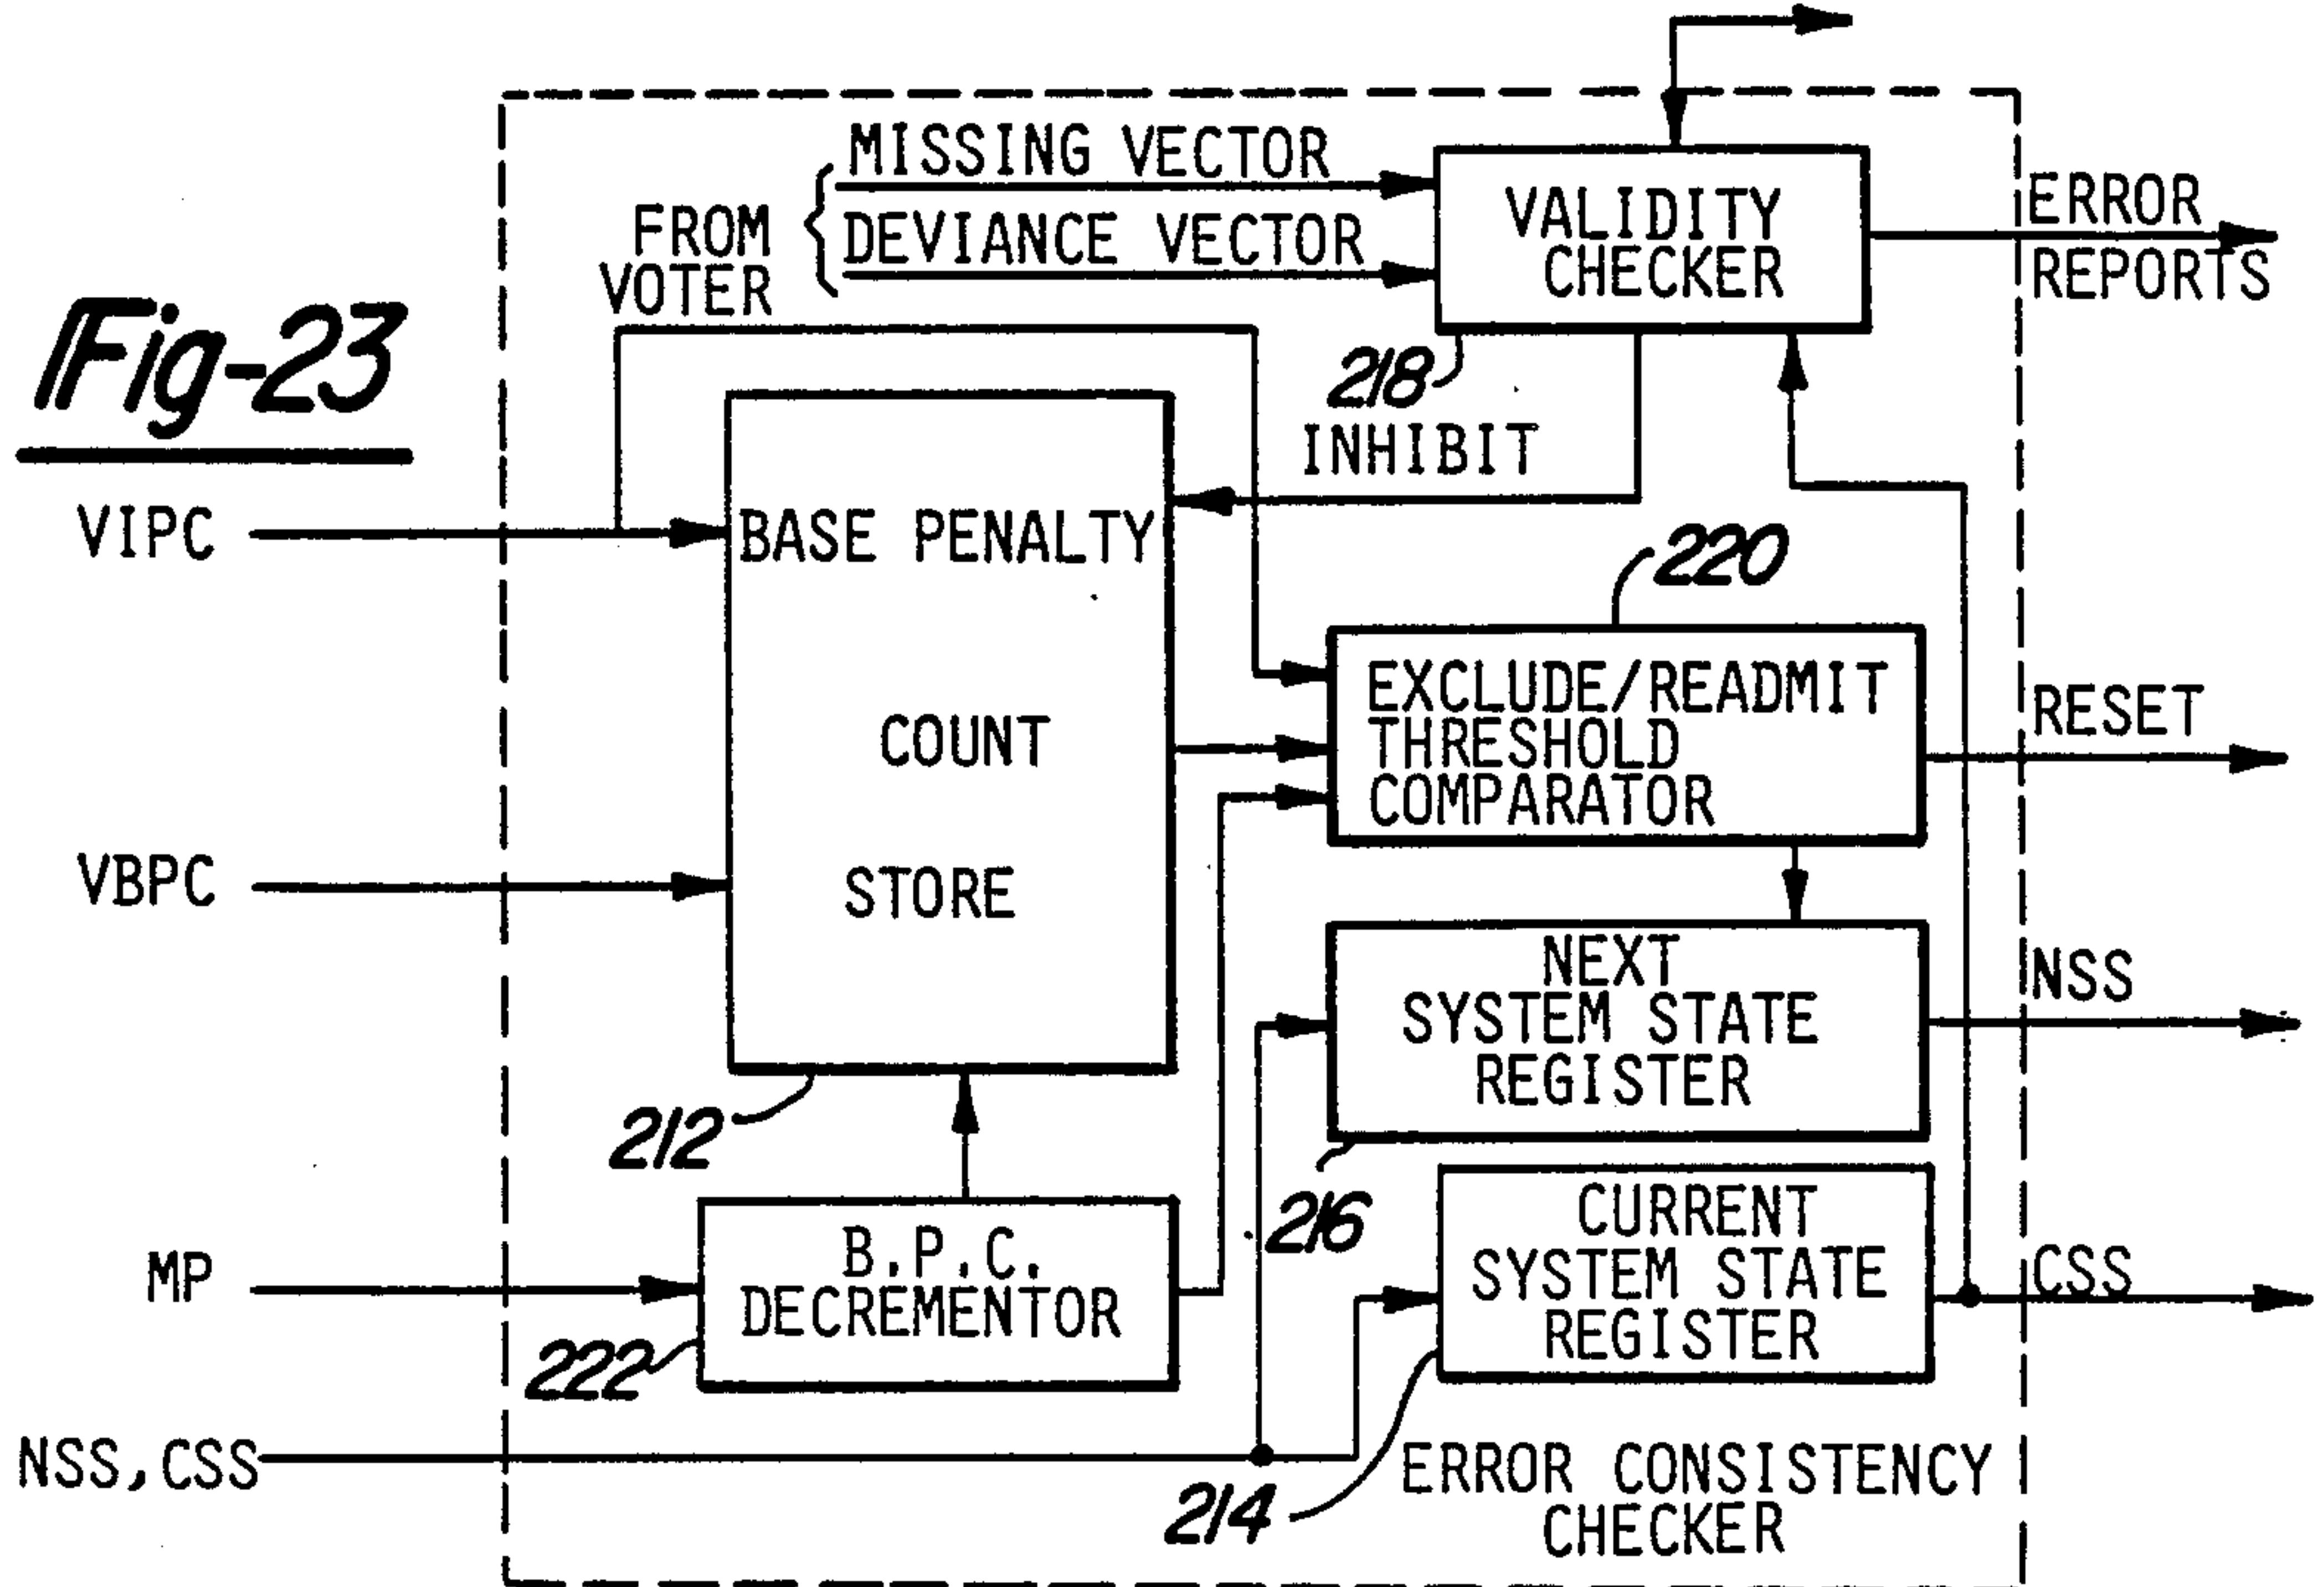 MISSING VECTOR
DEVIANCE VECTOR
FROM
VOTER
VALIDITY
CHECKER
ERROR
REPORTS
Fig-23
218
INHIBIT
VIPC
BASE PENALTY
COUNT
STORE
220
EXCLUDE/READMIT
THRESHOLD
COMPARATOR
RESET
VBPC
NEXT
SYSTEM STATE
REGISTER
NSS
212
216
CURRENT
SYSTEM STATE
REGISTER
CSS
MP
B.P.C.
DECREMENTOR
222
NSS,CSS
214
ERROR CONSISTENCY
CHECKER